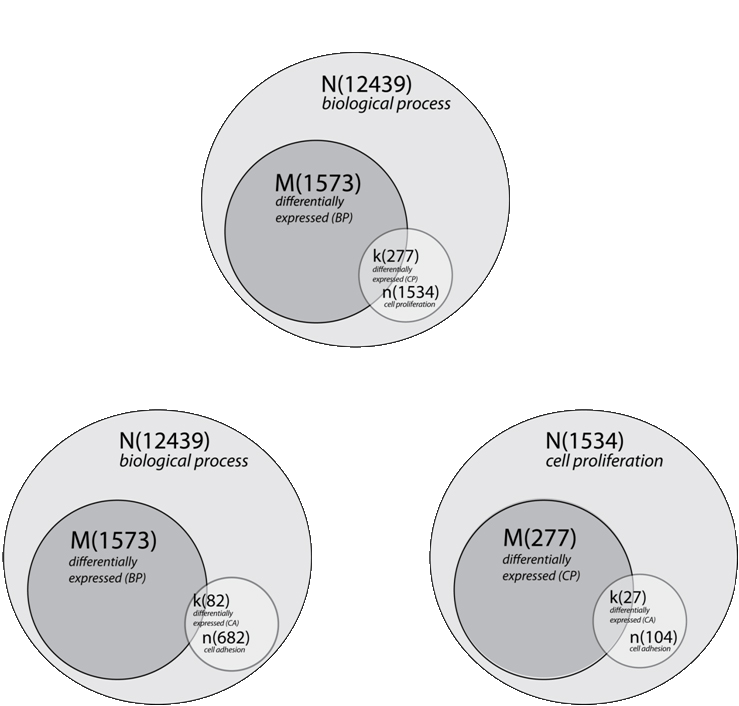 N(12439)
biological process
M(1573)
differentially
expressed (BP)
k(277)
differentially
expressed (CP)
n(1534)
cell proliferation
N(12439)
biological process
M(1573)
differentially
expressed (BP)
k(82)
differentially
expressed (CA)
n(682)
cell adhesion
N(1534)
cell proliferation
M(277)
differentially
expressed (CP)
k(27)
differentially
expressed (CA)
n(104)
cell adhesion